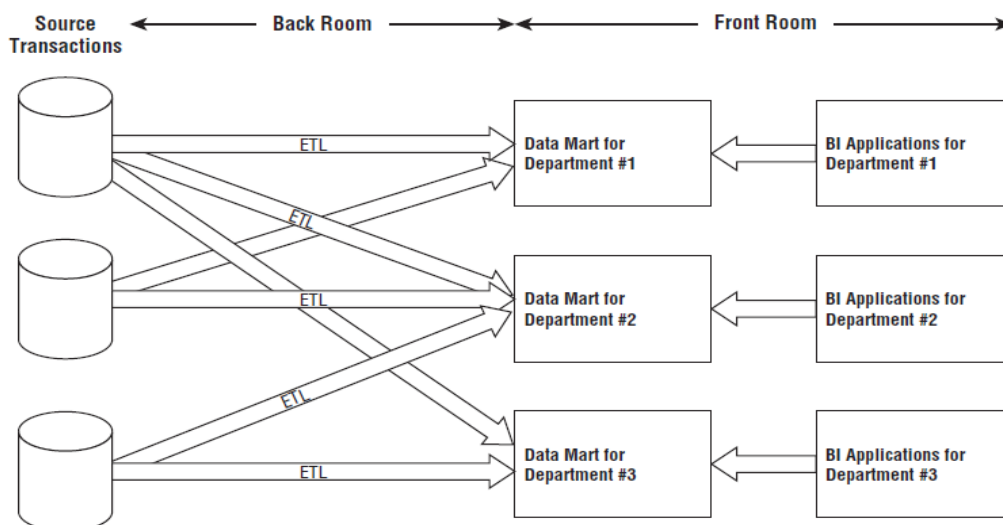 Source
Transactions
Back Room
Front Room
ETL
Data Mart for
Department #1
BI Applications for
Department #1
ETL
ETL
Data Mart for
Department #2
BI Applications for
Department #2
ETL
ETL
Data Mart for
Department #3
BI Applications for
Department #3